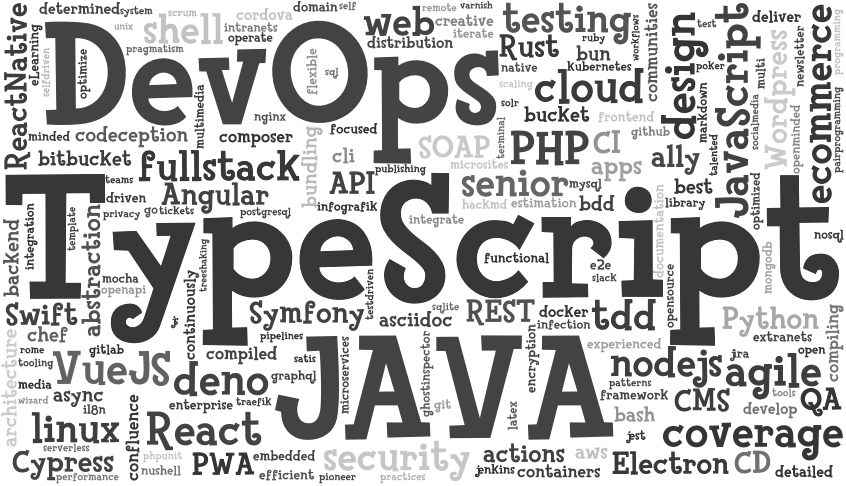 determined
system
scrum
cordova
domain
self
remote
varnish
unix
shell
intranets
operate
web
creative
iterate
distribution
testing
ruby
workflows
communities
test
deliver
ReactNative
eLearning
selfdriven
optimize
DevOps
pragmatism
multimedia
flexible
sql
Rust
bun
native
kubernetes
scaling
cloud
solr
bucket
frontend
github
design
poker
markdown
talented
JavaScript
multi
socialmedia
Wordpress
newsletter
openminded
ecommerce
programming
pairprogramming
minded
codeception
nginx
composer
focused
bundling
cli
SOAP
terminal
PHP
CI
apps
ally
bitbucket
fullstack
publishing
microsites
teams
Angular
API
senior
mysql
best
library
optimized
driven
privacy
go
tickets
postgresql
infografik
integrate
hackmd
estimation
bdd
documentation
backend
integration
template
abstraction
TypeScript
functional
e2e
slack
opensource
mongodb
nosql
mocha
openapi
continuously
treeshaking
testdriven
Swift
chef
js
Symfony
asciidoc
sqlite
REST
docker
infection
tdd
Python
extranets
compiling
architecture
rome
tooling
gitlab
compiled
pipelines
satis
JAVA
microservices
ghostinspector
encryption
experienced
nodejs
jira
agile
open
media
VueJS
deno
graphql
patterns
framework
tools
wizard
async
il8n
enterprise
traefik
git
latex
CMS
develop
QA
linux
confluence
React
bash
jest
coverage
serverless
Cypress
performance
phpunit
nushell
PWA
embedded
efficient
pioneer
security
practices
actions
jenkins
containers
aws
Electron
CD
detailed